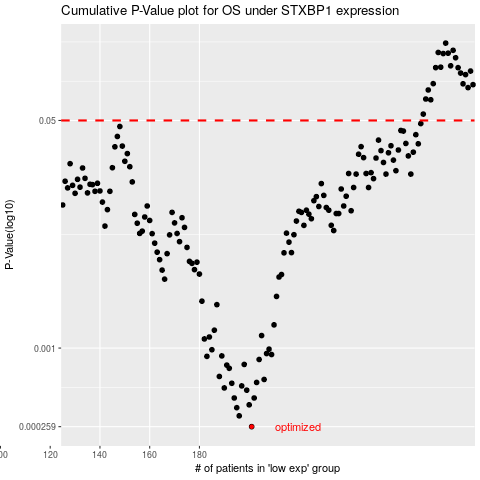 Cumulative P-Value plot for OS under STXBP1 expression
P-Value(log10)
0.05
0.001
0.000259
optimized
00 120 140 160 180
# of patients in 'low exp' group